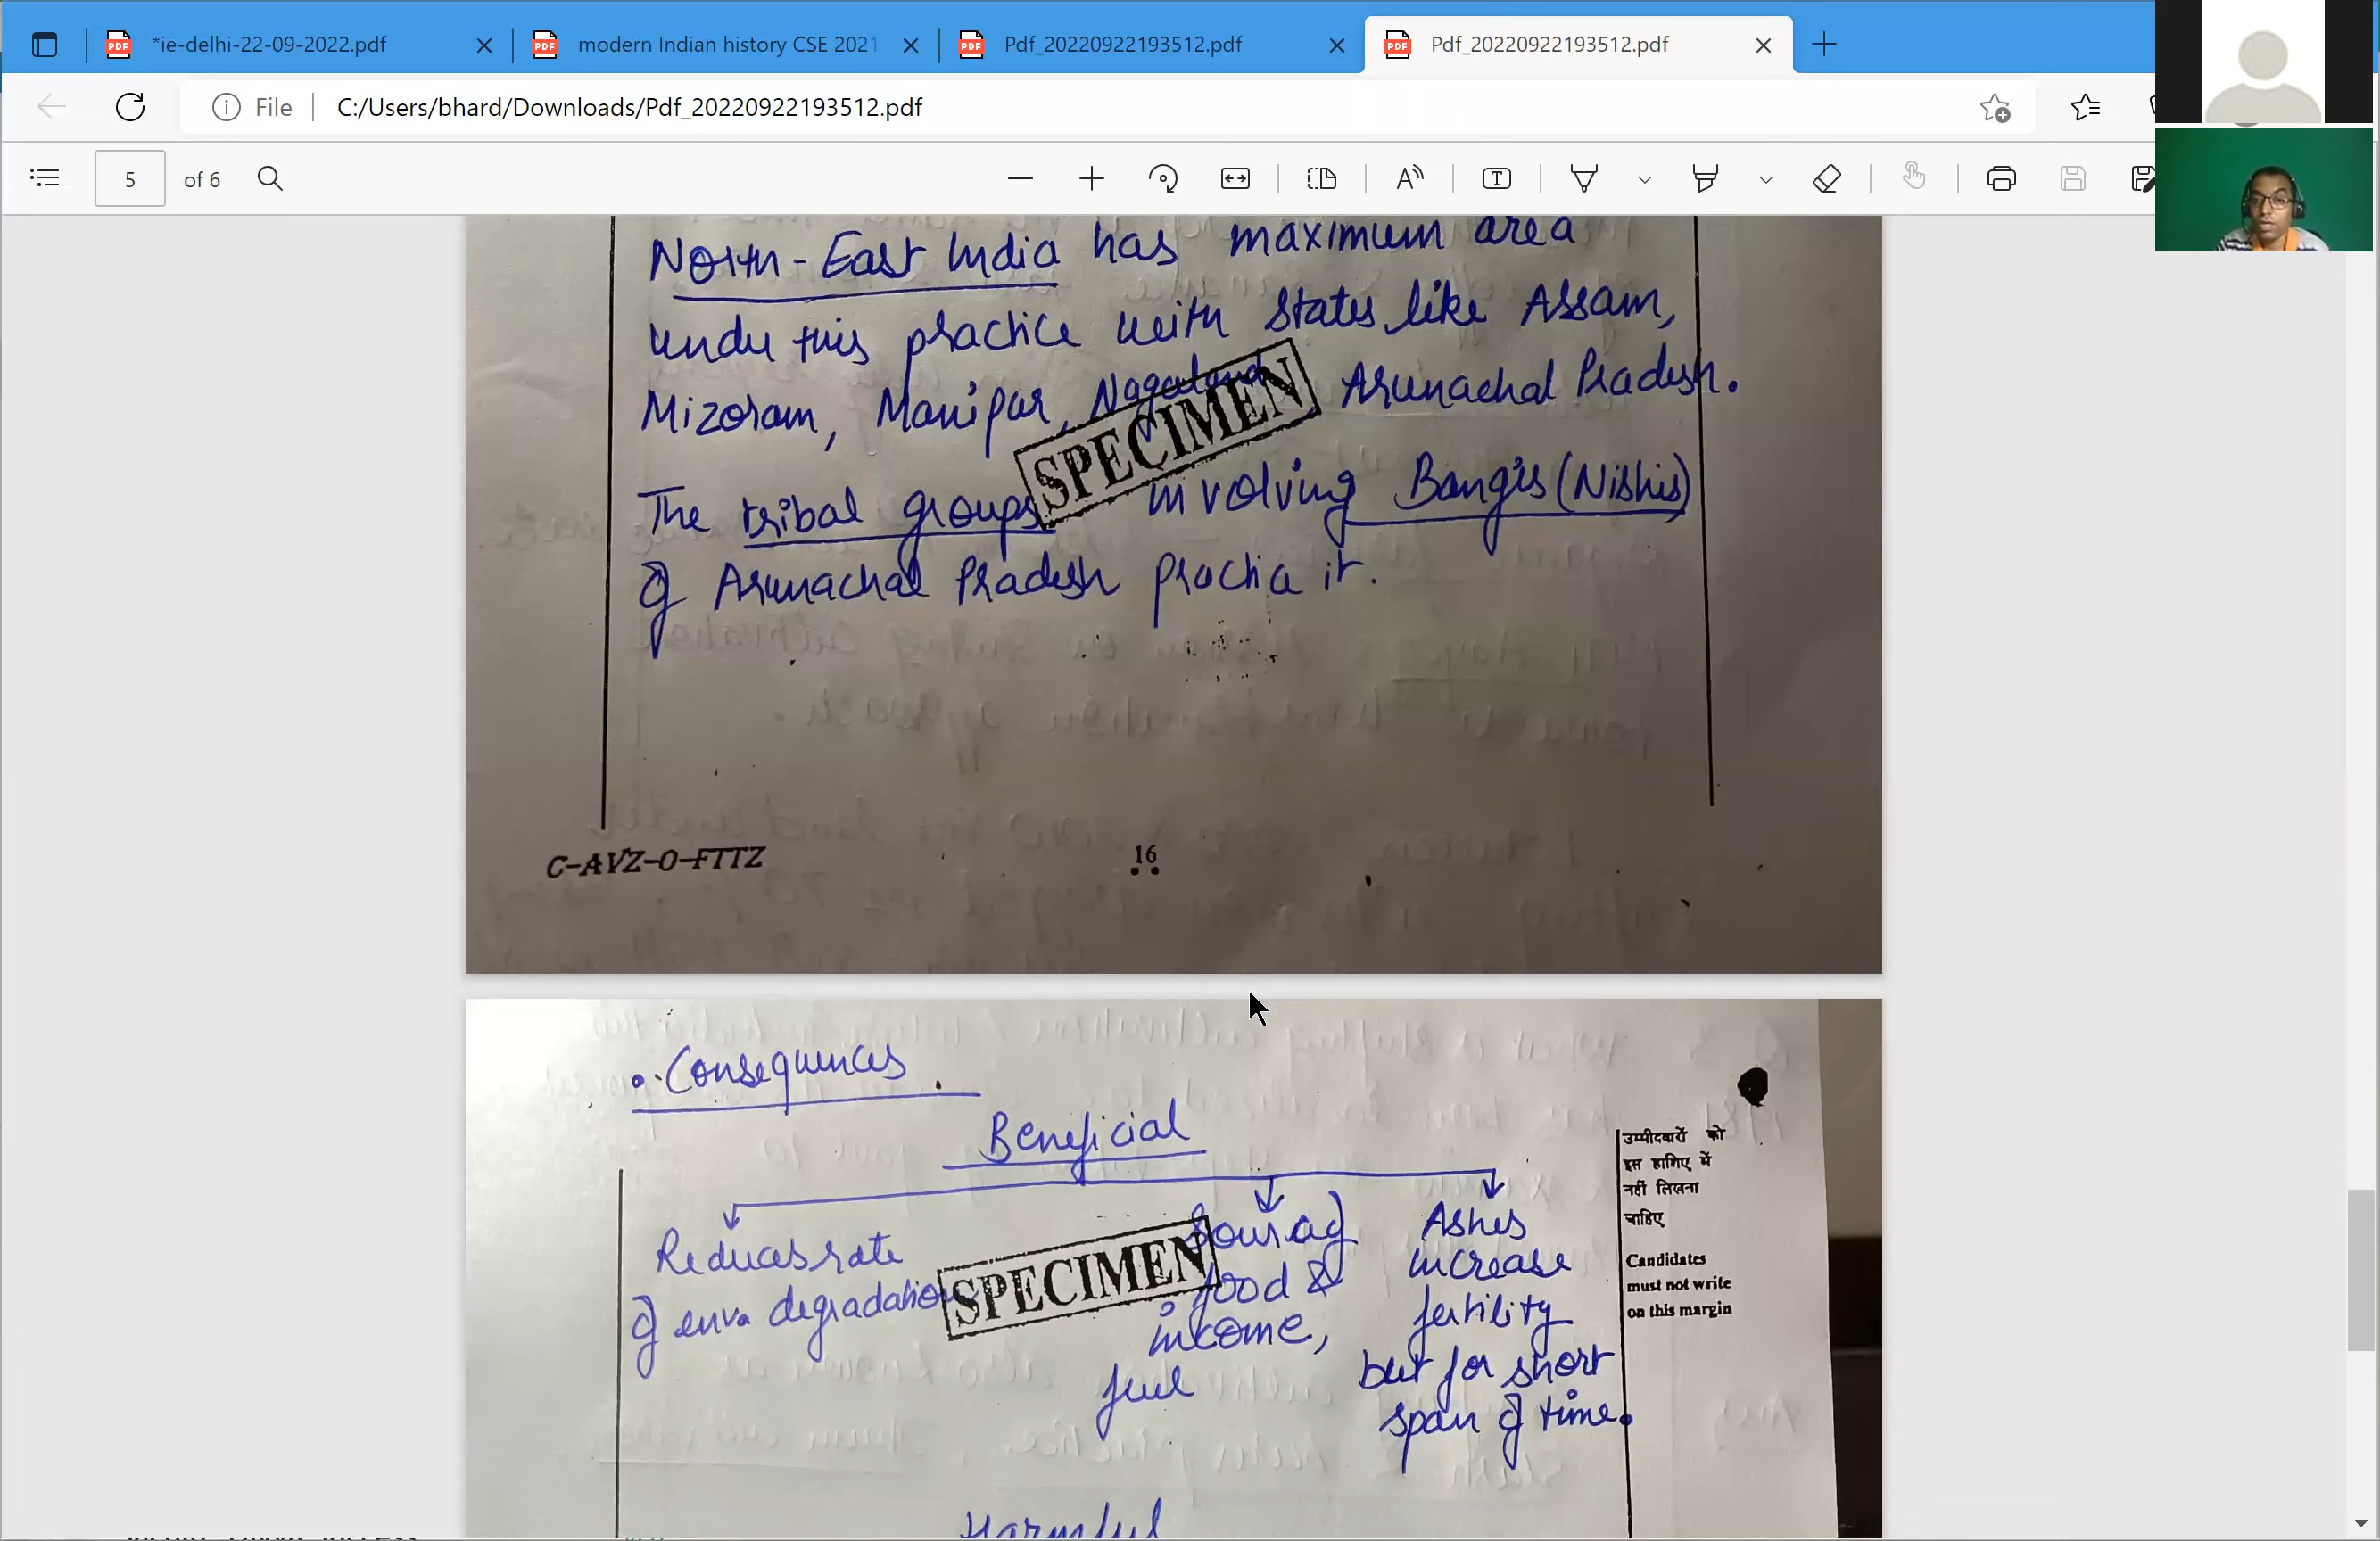 *ie-delhi-22-09-2022.pdf
modern Indian history CSE 2021
Pdf_20220922193512.pdf
Pdf_20220922193512.pdf
File
C:/Users/bhard/Downloads/Pdf_20220922193512.pdf
5 of 6
North-East India has maximum area
under this practice with states like Assam,
Mizoram, Manipur, Nagaland Arunachal Pradesh.
SPECIMEN
The tribal groups involving Bangis (Nishis)
of Arunachal Pradesh practice it.
C-AVZ-O-FTTZ
16
• Consequences.
Beneficial
Reduces rate
of env. degradation
SPECIMEN
Source of
food &
income,
fuel
Ashes
increase
fertility
but for short
span of time.
उम्मीदवारों को
इस हाशिए में
नहीं लिखना
चाहिए
Candidates
must not write
on this margin
Harmful